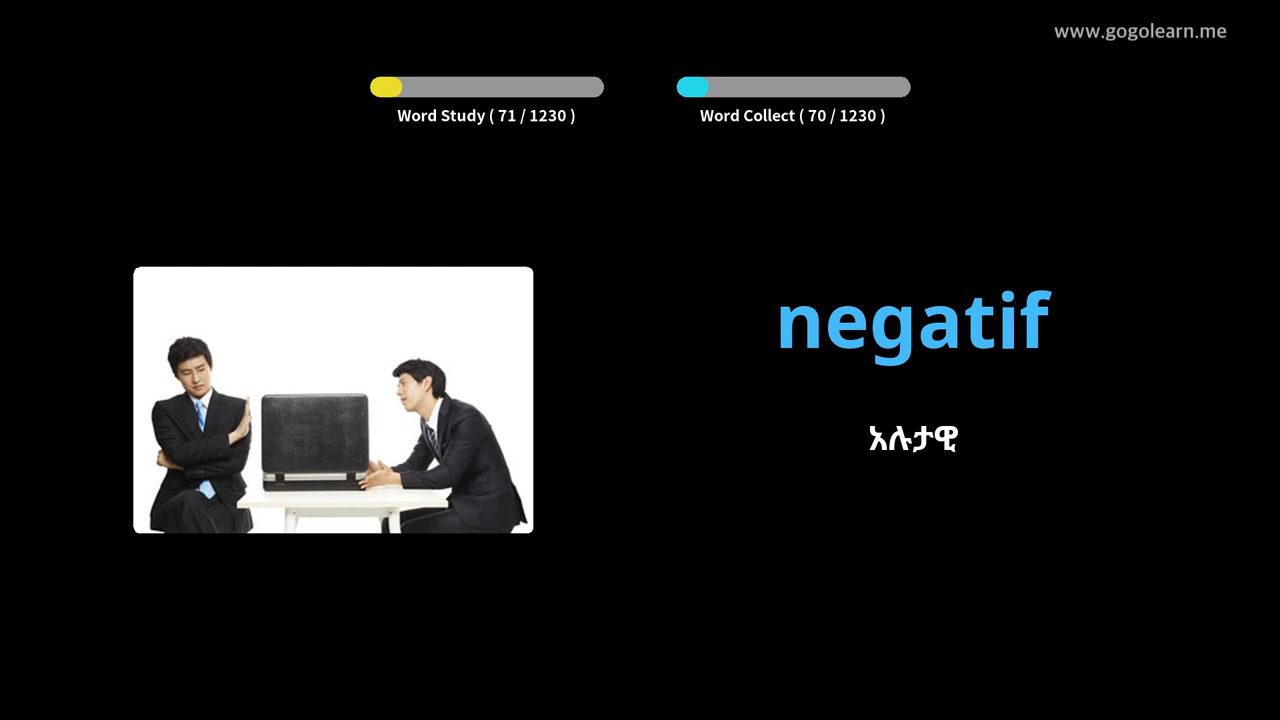 www.gogolearn.me
Word Study ( 71 / 1230 )
Word Collect ( 70 / 1230 )
negatif
አሉታዊ